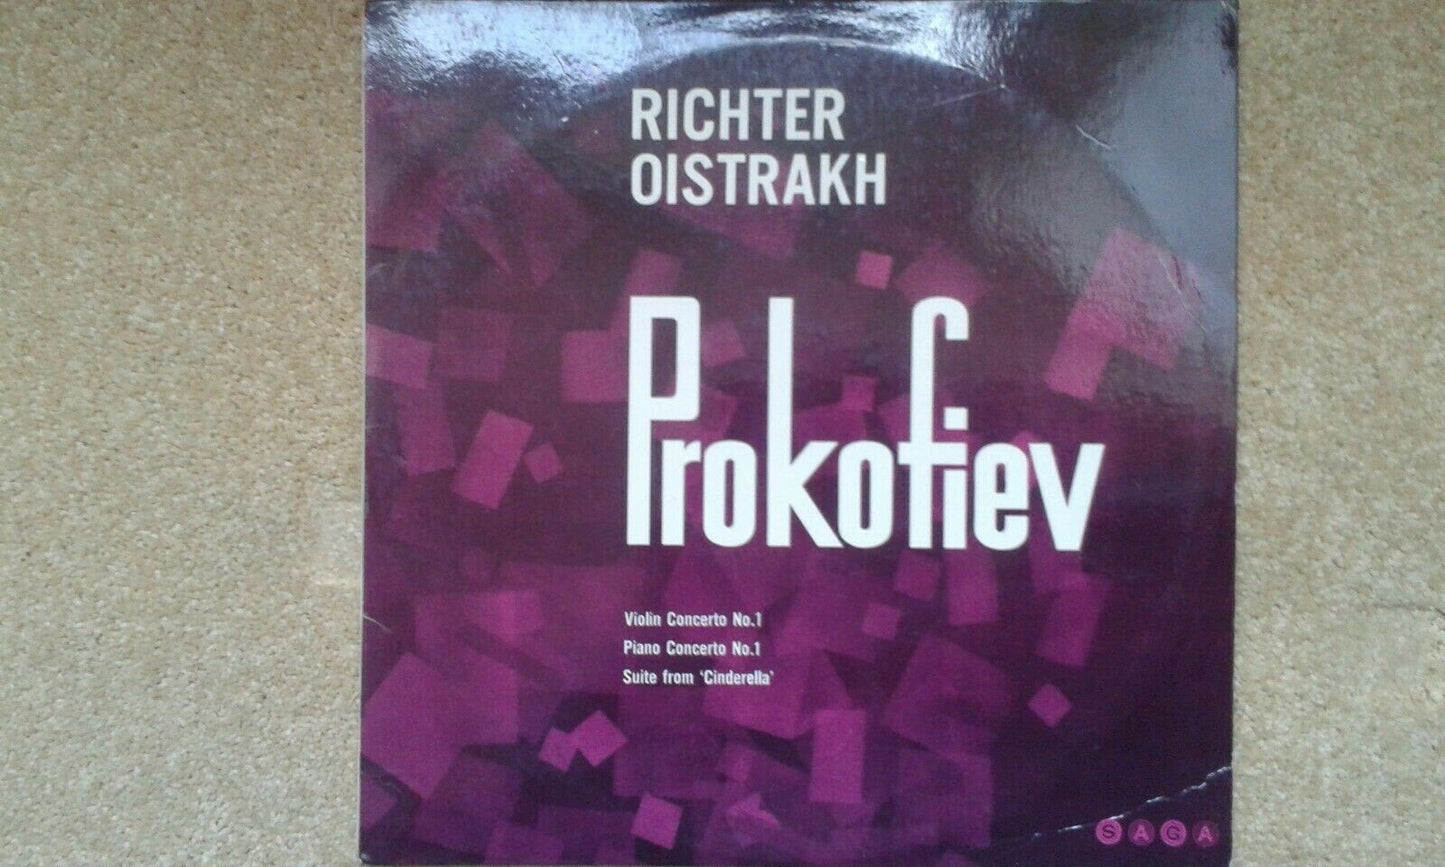 RICHTER
OISTRAKH
Prokofiev
Violin Concerto No.1
Piano Concerto No.1
Suite from ‘Cinderella’
SAGA